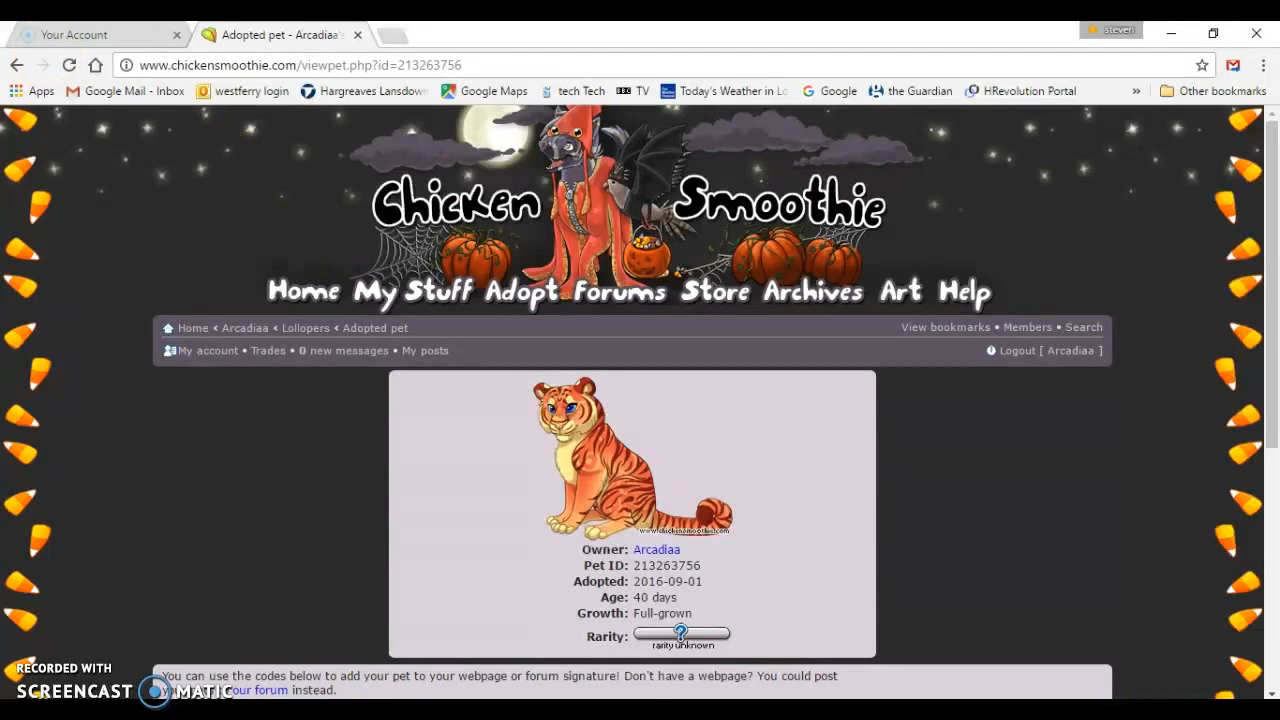 Your Account
Adopted pet - Arcadiaa's
steven
www.chickensmoothie.com/viewpet.php?id=213263756
Apps Google Mail - Inbox westferry login Hargreaves Lansdown Google Maps tech Tech BBC TV Today's Weather in Lo Google the Guardian HRevolution Portal » Other bookmarks
Chicken Smoothie
Home My Stuff Adopt Forums Store Archives Art Help
Home ‹ Arcadiaa ‹ Lollopers ‹ Adopted pet
View bookmarks • Members • Search
My account • Trades • 0 new messages • My posts
Logout [ Arcadiaa ]
www.chickensmoothie.com
Owner: Arcadiaa
Pet ID: 213263756
Adopted: 2016-09-01
Age: 40 days
Growth: Full-grown
Rarity: ?
rarity unknown
You can use the codes below to add your pet to your webpage or forum signature! Don't have a webpage? You could post
our forum instead.
RECORDED WITH
SCREENCAST MATIC